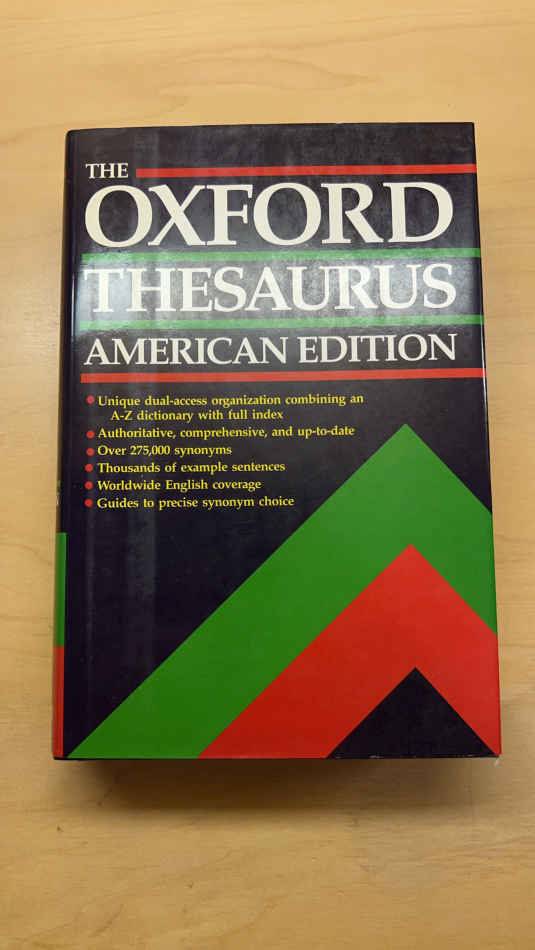 THE
OXFORD
THESAURUS
AMERICAN EDITION
• Unique dual-access organization combining an
A-Z dictionary with full index
• Authoritative, comprehensive, and up-to-date
• Over 275,000 synonyms
• Thousands of example sentences
• Worldwide English coverage
• Guides to precise synonym choice